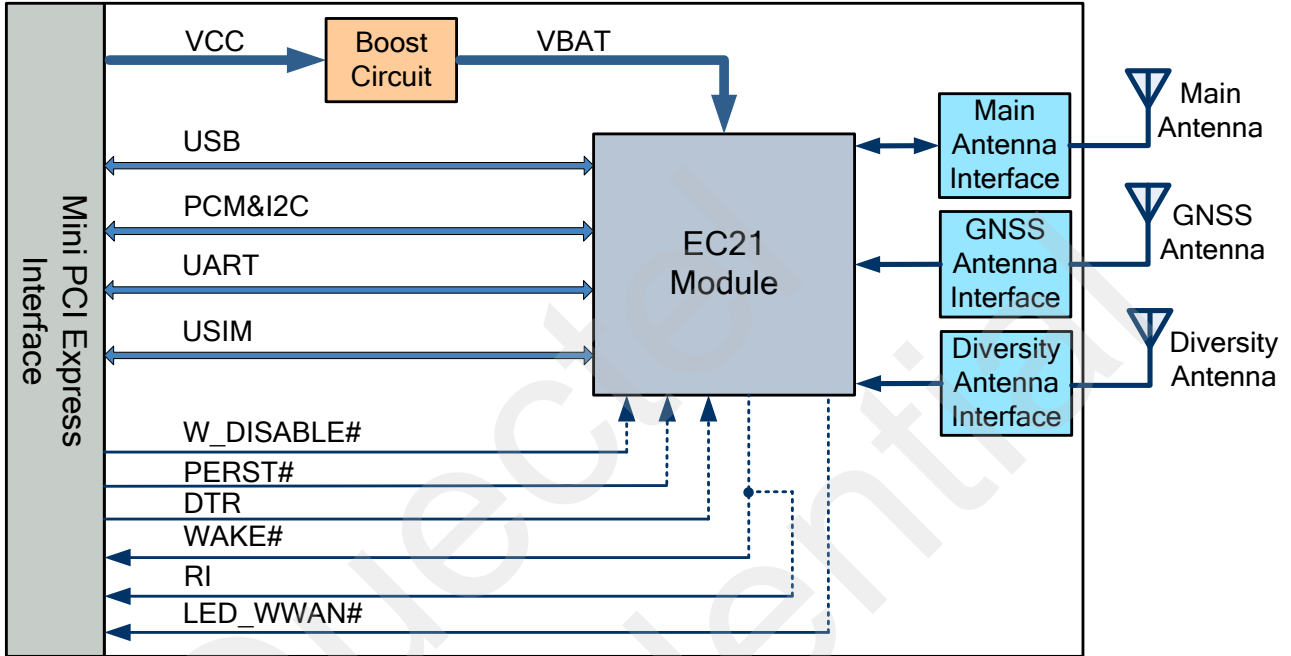 VCC
Boost
Circuit
VBAT
USB
PCM&I2C
UART
USIM
Mini PCI Express
Interface
EC21
Module
Main
Antenna
Interface
Main
Antenna
GNSS
Antenna
Interface
GNSS
Antenna
Diversity
Antenna
Interface
Diversity
Antenna
W_DISABLE#
PERST#
DTR
WAKE#
RI
LED_WWAN#
Quectel